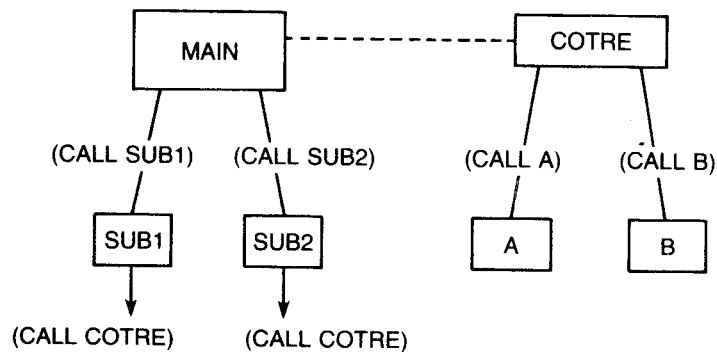 MAIN
COTRE
(CALL SUB1)
(CALL SUB2)
(CALL A)
(CALL B)
SUB1
SUB2
A
B
(CALL COTRE)
(CALL COTRE)